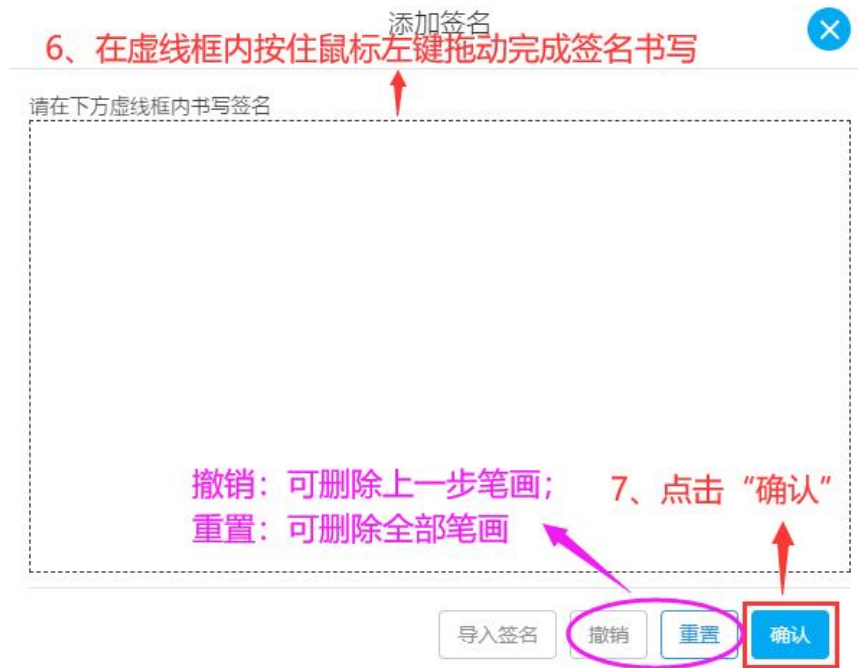 添加签名
6、在虚线框内按住鼠标左键拖动完成签名书写
请在下方虚线框内书写签名
撤销：可删除上一步笔画；
重置：可删除全部笔画
7、点击“确认”
导入签名 撤销 重置 确认